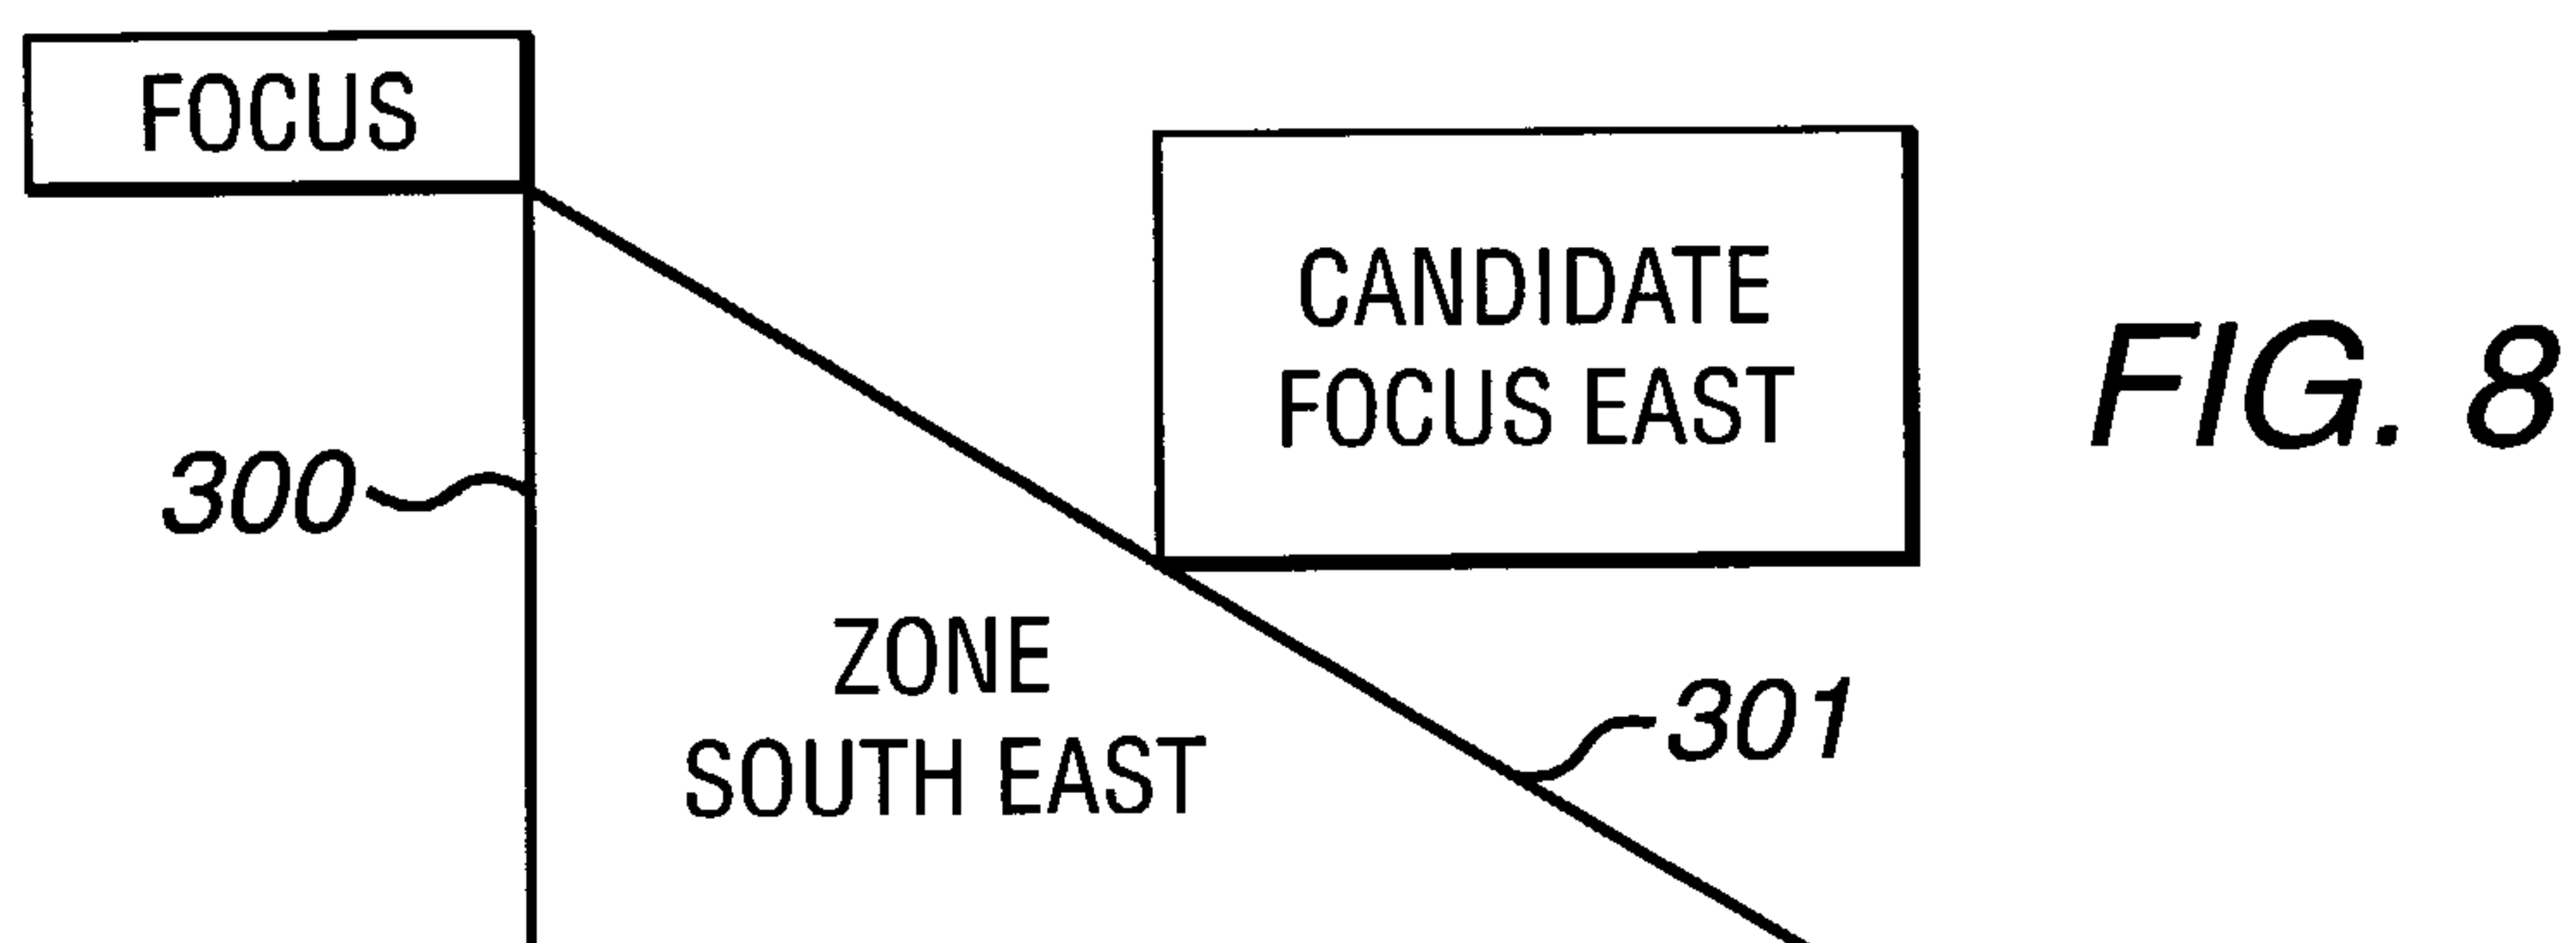 FOCUS
CANDIDATE
FOCUS EAST
FIG. 8
300
ZONE
SOUTH EAST
301